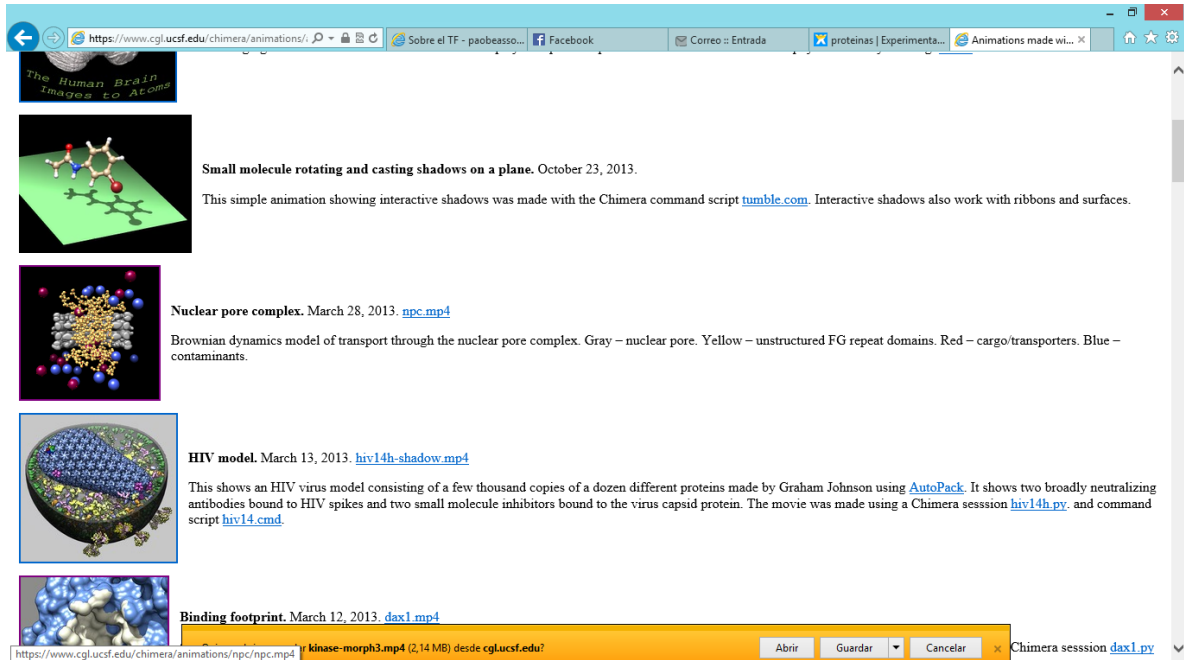 https://www.cgl.ucsf.edu/chimera/animations/
Sobre el TF - paobeasso...
Facebook
Correo :: Entrada
proteinas | Experimenta...
Animations made wi...
The Human Brain
Images to Atoms
Small molecule rotating and casting shadows on a plane. October 23, 2013.
This simple animation showing interactive shadows was made with the Chimera command script tumble.com. Interactive shadows also work with ribbons and surfaces.
Nuclear pore complex. March 28, 2013. npc.mp4
Brownian dynamics model of transport through the nuclear pore complex. Gray – nuclear pore. Yellow – unstructured FG repeat domains. Red – cargo/transporters. Blue –
contaminants.
HIV model. March 13, 2013. hiv14h-shadow.mp4
This shows an HIV virus model consisting of a few thousand copies of a dozen different proteins made by Graham Johnson using AutoPack. It shows two broadly neutralizing
antibodies bound to HIV spikes and two small molecule inhibitors bound to the virus capsid protein. The movie was made using a Chimera sesssion hiv14h.py. and command
script hiv14.cmd.
Binding footprint. March 12, 2013. dax1.mp4
kinase-morph3.mp4 (2,14 MB) desde cgl.ucsf.edu?
Abrir
Guardar
Cancelar
Chimera sesssion dax1.py
https://www.cgl.ucsf.edu/chimera/animations/npc/npc.mp4